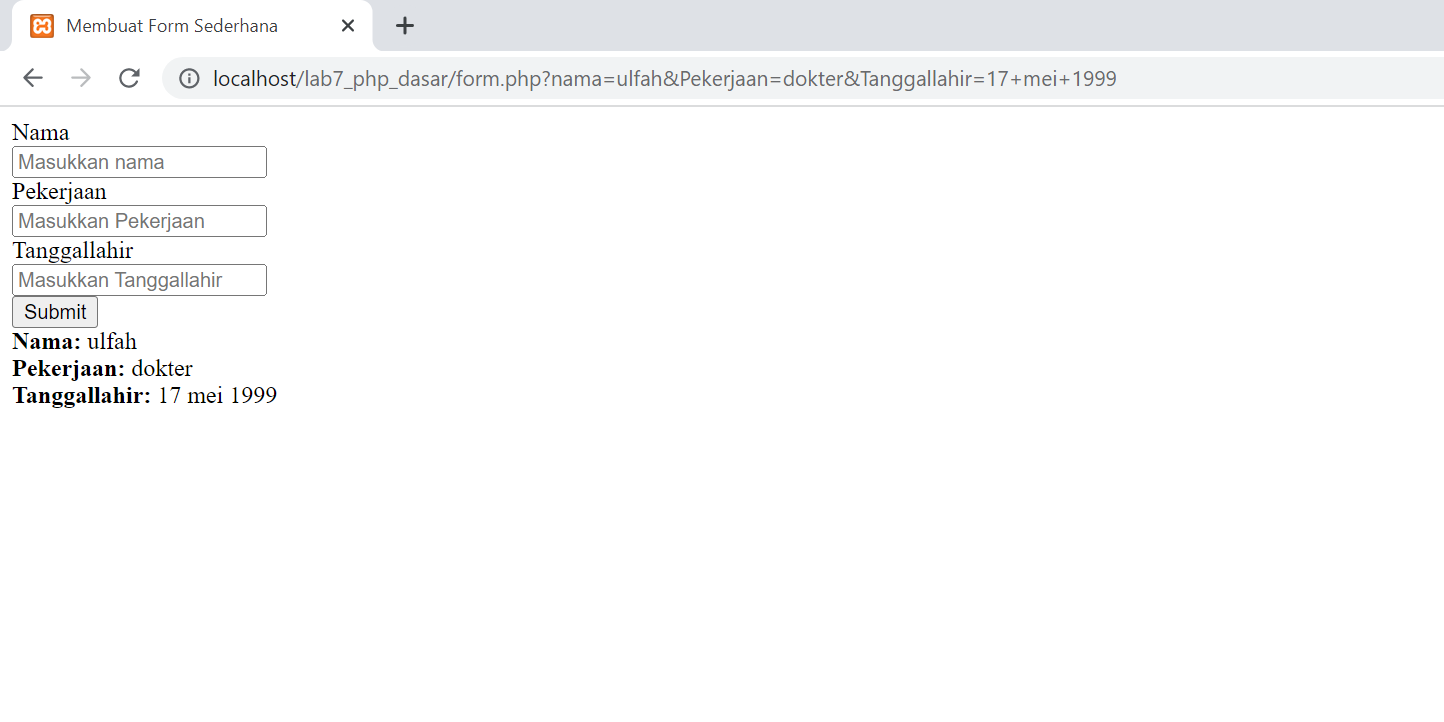 Membuat Form Sederhana
localhost/lab7_php_dasar/form.php?nama=ulfah&Pekerjaan=dokter&Tanggallahir=17+mei+1999
Nama
Masukkan nama
Pekerjaan
Masukkan Pekerjaan
Tanggallahir
Masukkan Tanggallahir
Submit
Nama: ulfah
Pekerjaan: dokter
Tanggallahir: 17 mei 1999